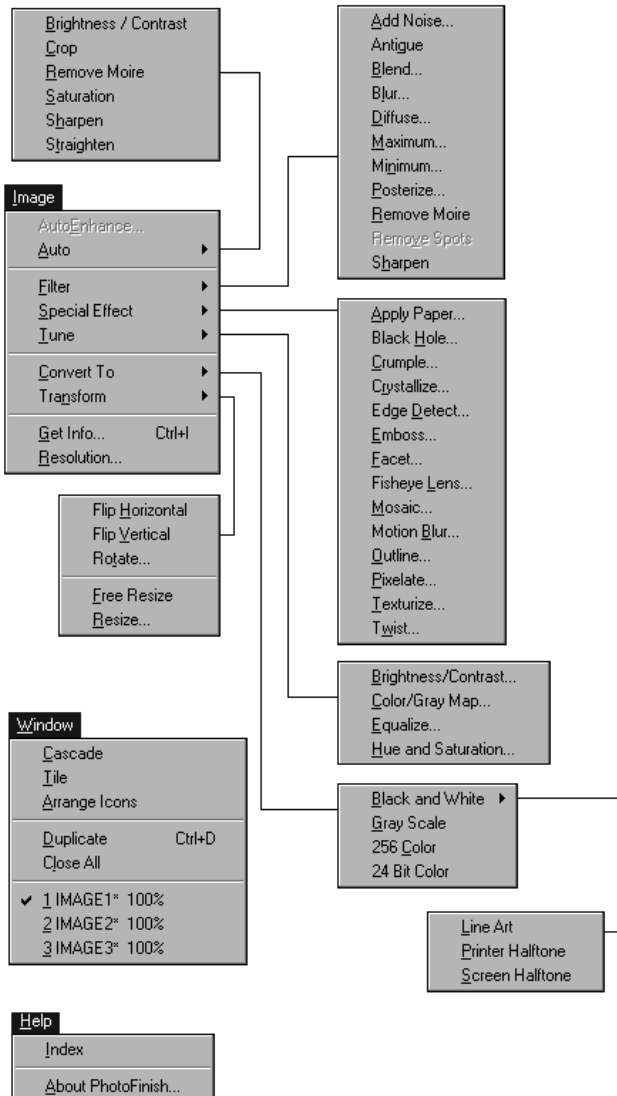 Brightness / Contrast
Crop
Remove Moire
Saturation
Sharpen
Straighten
Image
AutoEnhance...
Auto
Filter
Special Effect
Tune
Convert To
Transform
Get Info... Ctrl+I
Resolution...
Flip Horizontal
Flip Vertical
Rotate...
Free Resize
Resize...
Add Noise...
Antigue
Blend...
Blur...
Diffuse...
Maximum...
Minimum...
Posterize...
Remove Moire
Remove Spots
Sharpen
Apply Paper...
Black Hole...
Crumple...
Crystallize...
Edge Detect...
Emboss...
Facet...
Fisheye Lens...
Mosaic...
Motion Blur...
Outline...
Pixelate...
Texturize...
Twist...
Brightness/Contrast...
Color/Gray Map...
Equalize...
Hue and Saturation...
Black and White
Gray Scale
256 Color
24 Bit Color
Line Art
Printer Halftone
Screen Halftone
Window
Cascade
Tile
Arrange Icons
Duplicate Ctrl+D
Close All
✓ 1 IMAGE1* 100%
2 IMAGE2* 100%
3 IMAGE3* 100%
Help
Index
About PhotoFinish...